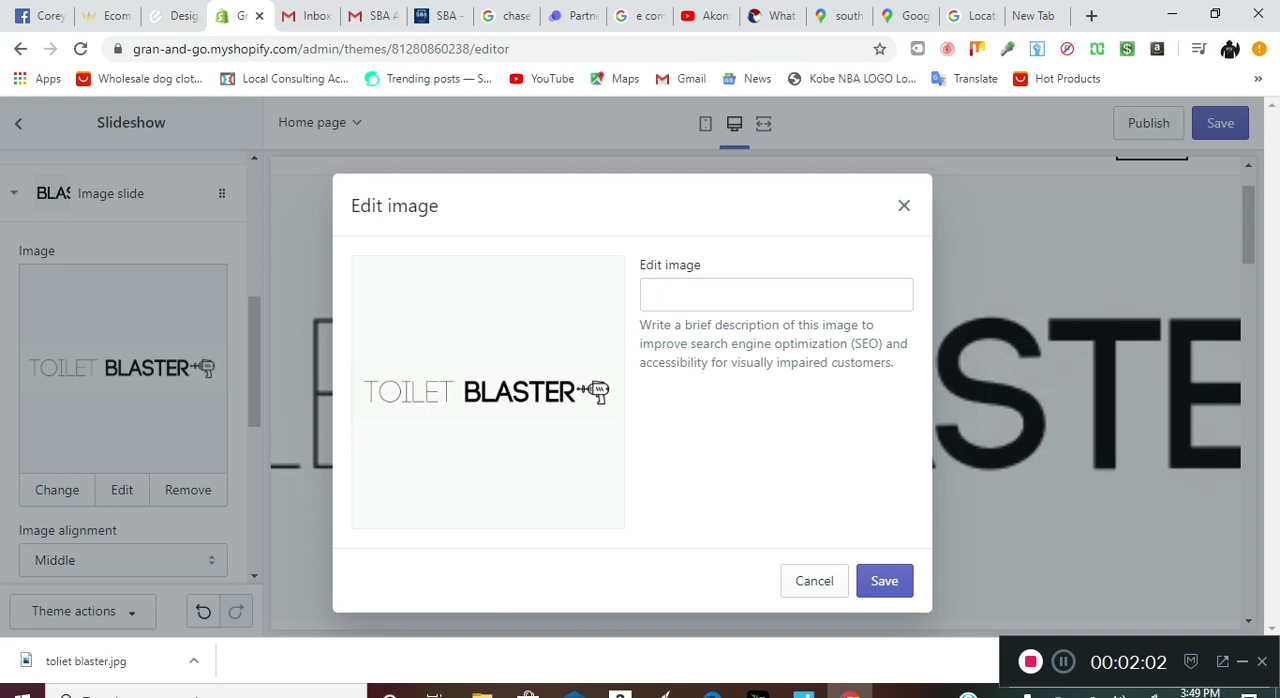 Corey
Ecom
Desig
Gr
Inbox
SBA A
SBA -
chase
Partn
e com
Akon
What
south
Goog
Locat
New Tab
gran-and-go.myshopify.com/admin/themes/81280860238/editor
Apps
Wholesale dog clot...
Local Consulting Ac...
Trending posts — S...
YouTube
Maps
Gmail
News
Kobe NBA LOGO Lo...
Translate
Hot Products
»
Slideshow
Home page
Publish
Save
BLAS Image slide
Image
TOILET BLASTER
Change
Edit
Remove
Image alignment
Middle
Theme actions
Edit image
TOILET BLASTER
Edit image
Write a brief description of this image to
improve search engine optimization (SEO) and
accessibility for visually impaired customers.
Cancel
Save
toliet blaster.jpg
00:02:02
3:49 PM